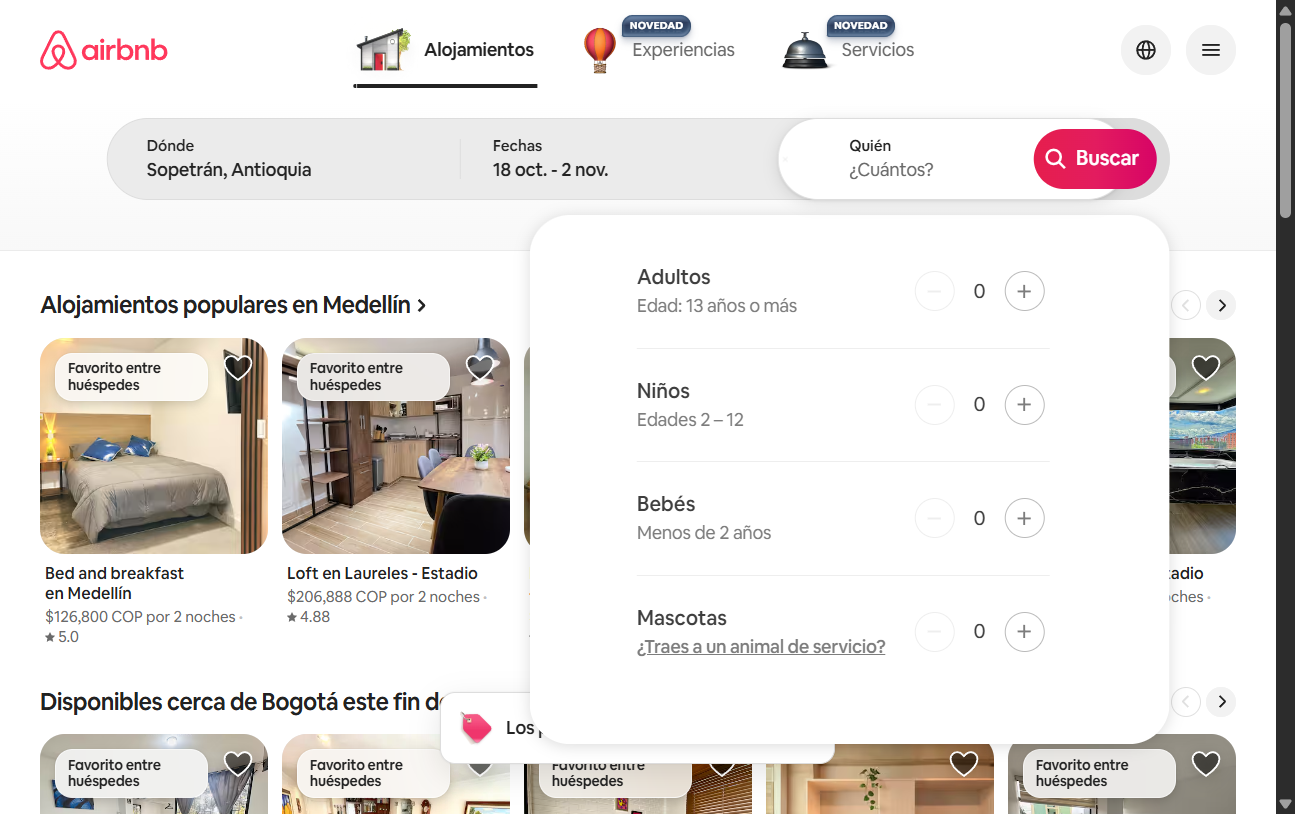 airbnb
Alojamientos
NOVEDAD
Experiencias
NOVEDAD
Servicios
Dónde
Sopetrán, Antioquia
Fechas
18 oct. - 2 nov.
Quién
¿Cuántos?
Buscar
Adultos
Edad: 13 años o más
0
Niños
Edades 2 – 12
0
Bebés
Menos de 2 años
0
Mascotas
¿Traes a un animal de servicio?
0
Alojamientos populares en Medellín
Favorito entre
huéspedes
Bed and breakfast
en Medellín
$126,800 COP por 2 noches ·
5.0
Favorito entre
huéspedes
Loft en Laureles - Estadio
$206,888 COP por 2 noches ·
4.88
Disponibles cerca de Bogotá este fin
Los
Favorito entre
huéspedes
Favorito entre
huéspedes
Favorito entre
huéspedes
Favorito entre
huéspedes